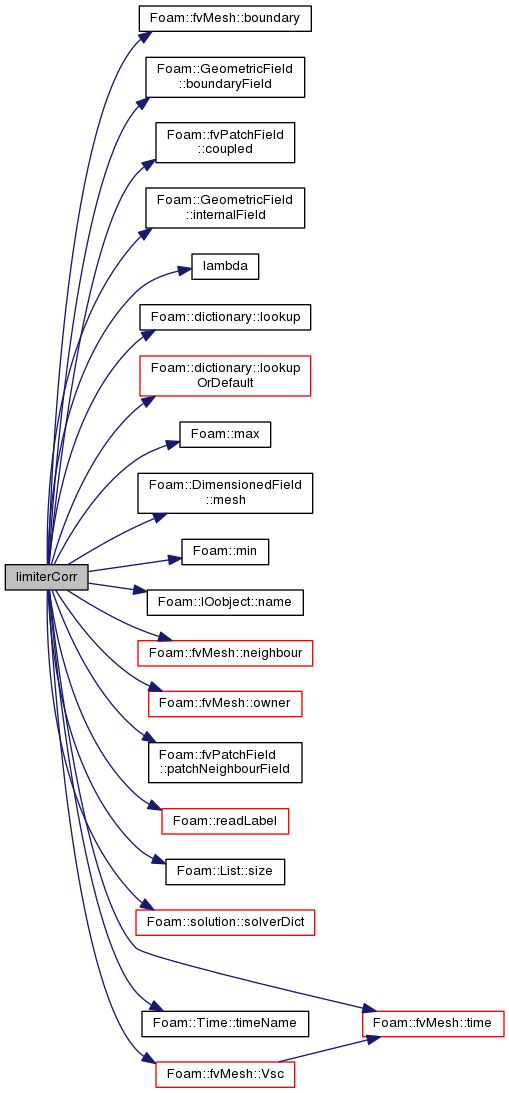 Foam::fvMesh::boundary
Foam::GeometricField
::boundaryField
Foam::fvPatchField
::coupled
Foam::GeometricField
::internalField
lambda
Foam::dictionary::lookup
Foam::dictionary::lookup
OrDefault
Foam::max
Foam::DimensionedField
::mesh
Foam::min
limiterCorr
Foam::IOobject::name
Foam::fvMesh::neighbour
Foam::fvMesh::owner
Foam::fvPatchField
::patchNeighbourField
Foam::readLabel
Foam::List::size
Foam::solution::solverDict
Foam::Time::timeName
Foam::fvMesh::time
Foam::fvMesh::Vsc